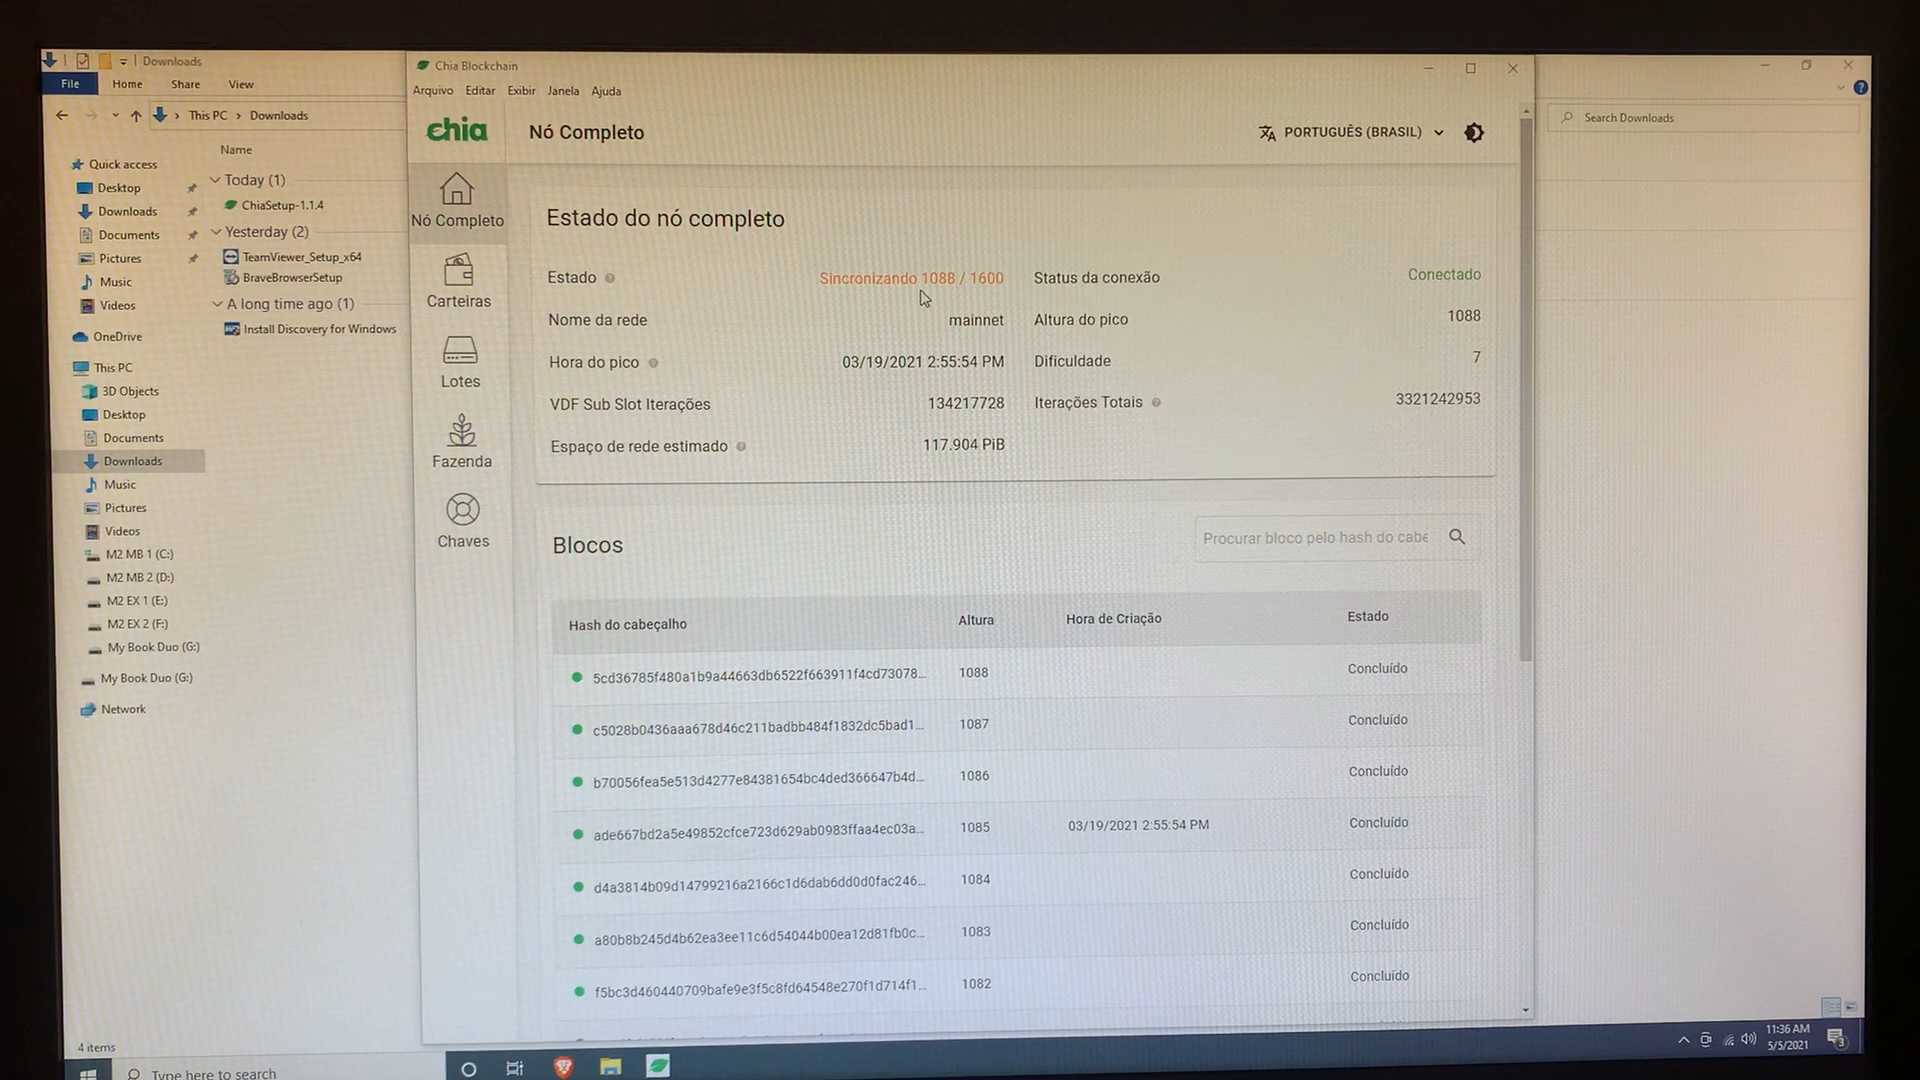 Downloads
File Home Share View
This PC > Downloads
Search Downloads
Name
Quick access
Desktop
Downloads
Documents
Pictures
Music
Videos
OneDrive
This PC
3D Objects
Desktop
Documents
Downloads
Music
Pictures
Videos
M2 MB 1 (C:)
M2 MB 2 (D:)
M2 EX 1 (E:)
M2 EX 2 (F:)
My Book Duo (G:)
My Book Duo (G:)
Network
Today (1)
ChiaSetup-1.1.4
Yesterday (2)
TeamViewer_Setup_x64
BraveBrowserSetup
A long time ago (1)
Install Discovery for Windows
4 items
Chia Blockchain
Arquivo Editar Exibir Janela Ajuda
chia
Nó Completo
PORTUGUÊS (BRASIL)
Nó Completo
Carteiras
Lotes
Fazenda
Chaves
Estado do nó completo
Estado Sincronizando 1088 / 1600 Status da conexão Conectado
Nome da rede mainnet Altura do pico 1088
Hora do pico 03/19/2021 2:55:54 PM Dificuldade 7
VDF Sub Slot Iterações 134217728 Iterações Totais 3321242953
Espaço de rede estimado 117.904 PiB
Blocos
Procurar bloco pelo hash do cabe
Hash do cabeçalho Altura Hora de Criação Estado
5cd36785f480a1b9a44663db6522f663911f4cd73078... 1088 Concluído
c5028b0436aaa678d46c211badbb484f1832dc5bad1... 1087 Concluído
b70056fea5e513d4277e84381654bc4ded366647b4d... 1086 Concluído
ade667bd2a5e49852cfce723d629ab0983ffaa4ec03a... 1085 03/19/2021 2:55:54 PM Concluído
d4a3814b09d14799216a2166c1d6dab6dd0d0fac246... 1084 Concluído
a80b8b245d4b62ea3ee11c6d54044b00ea12d81fb0c... 1083 Concluído
f5bc3d460440709bafe9e3f5c8fd64548e270f1d714f1... 1082 Concluído
Type here to search
11:36 AM
5/5/2021
3